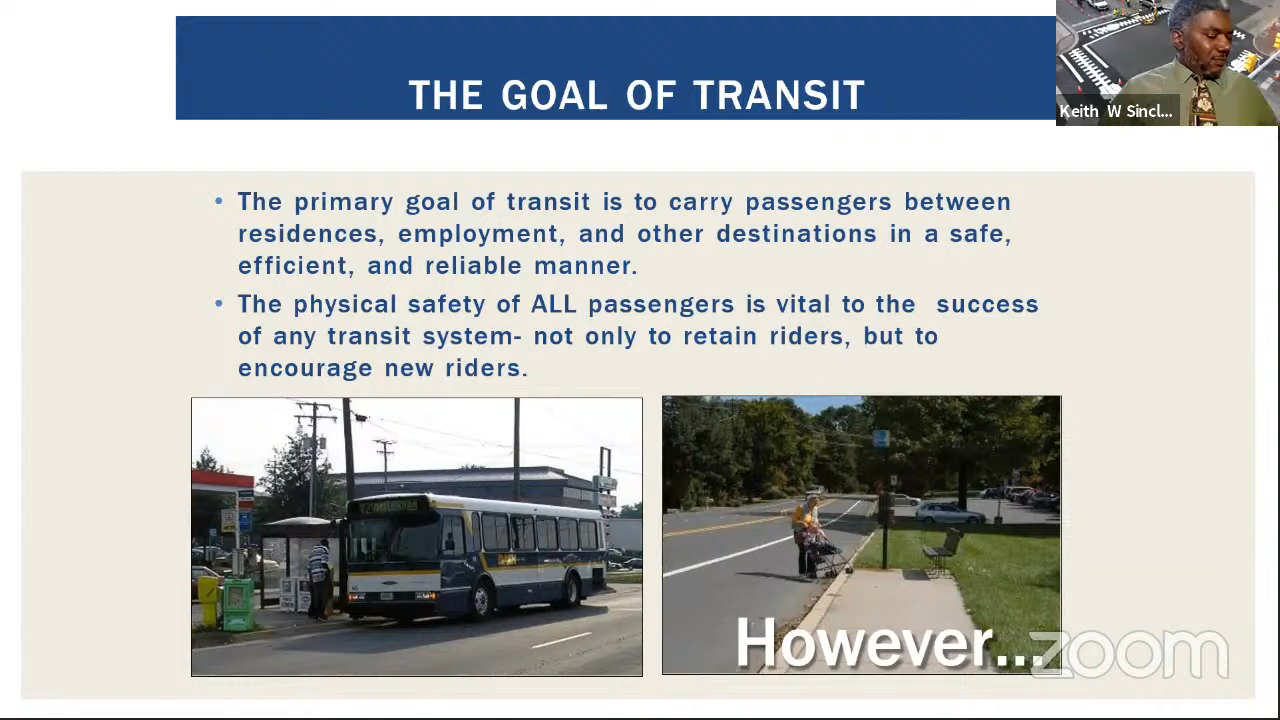 THE GOAL OF TRANSIT
Keith W Sincl...
• The primary goal of transit is to carry passengers between
residences, employment, and other destinations in a safe,
efficient, and reliable manner.
• The physical safety of ALL passengers is vital to the success
of any transit system- not only to retain riders, but to
encourage new riders.
However...
zoom